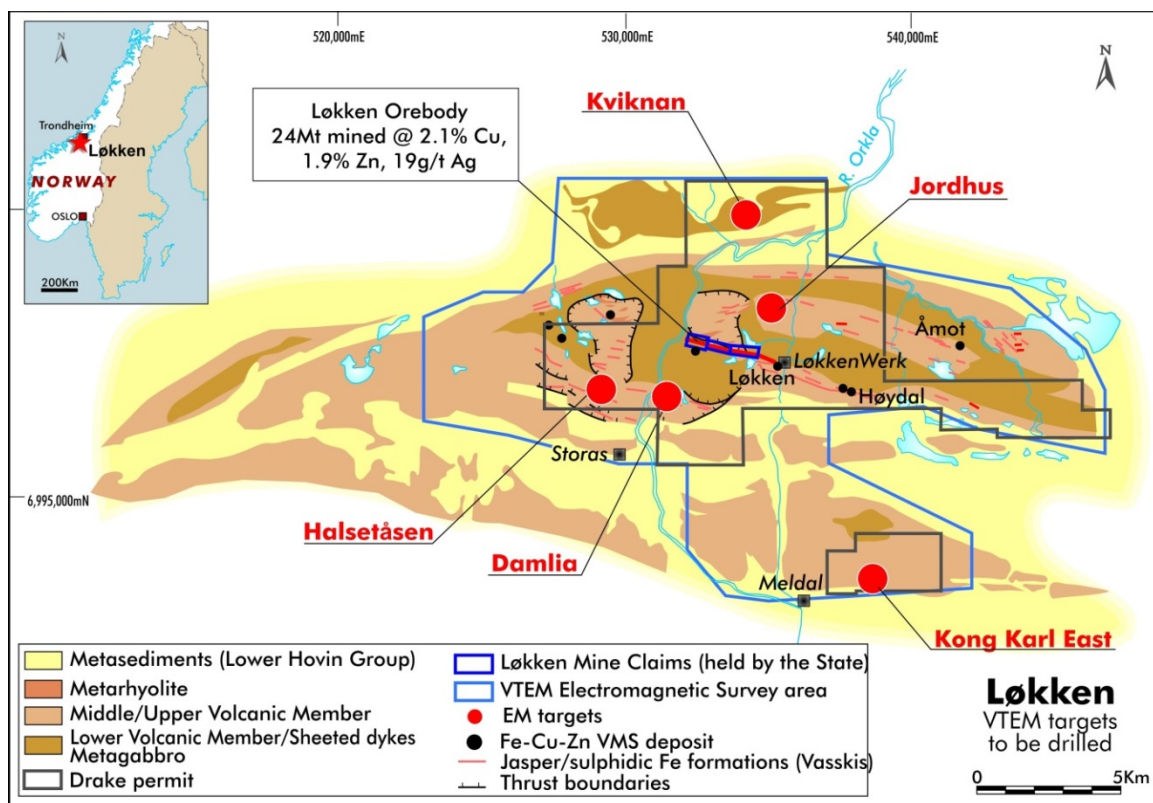 520,000mE
530,000mE
540,000mE
N
N
Trondheim
Løkken
NORWAY
OSLO
200Km
Løkken Orebody
24Mt mined @ 2.1% Cu,
1.9% Zn, 19g/t Ag
Kviknan
R. Orkla
Jordhus
Åmot
LøkkenWerk
Løkken
Høydal
Storas
6,995,000mN
Halsetåsen
Damlia
Meldal
Kong Karl East
Metasediments (Lower Hovin Group)
Metarhyolite
Middle/Upper Volcanic Member
Lower Volcanic Member/Sheeted dykes
Metagabbro
Drake permit
Løkken Mine Claims (held by the State)
VTEM Electromagnetic Survey area
EM targets
Fe-Cu-Zn VMS deposit
Jasper/sulphidic Fe formations (Vasskis)
Thrust boundaries
Løkken
VTEM targets
to be drilled
0 5Km